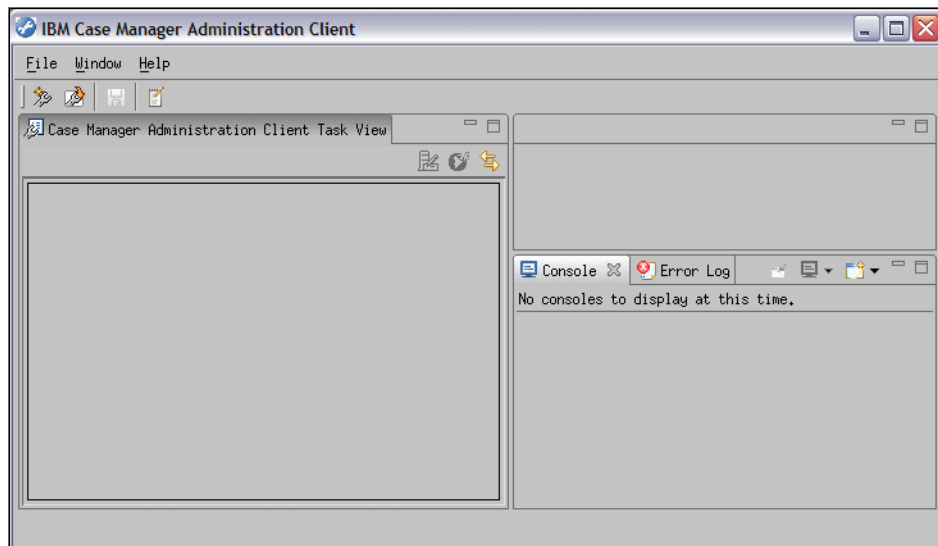 IBM Case Manager Administration Client
File Window Help
Case Manager Administration Client Task View
Console Error Log
No consoles to display at this time.